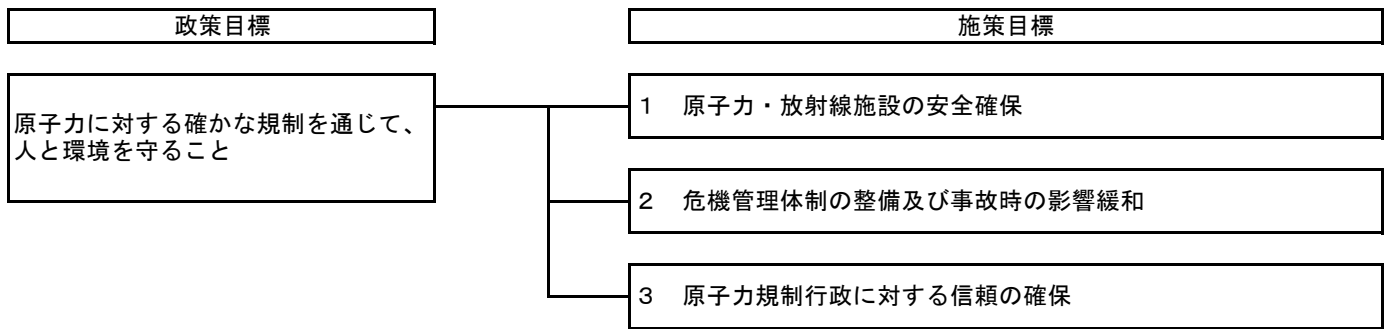 政策目標
施策目標
原子力に対する確かな規制を通じて、
人と環境を守ること
１　原子力・放射線施設の安全確保
２　危機管理体制の整備及び事故時の影響緩和
３　原子力規制行政に対する信頼の確保